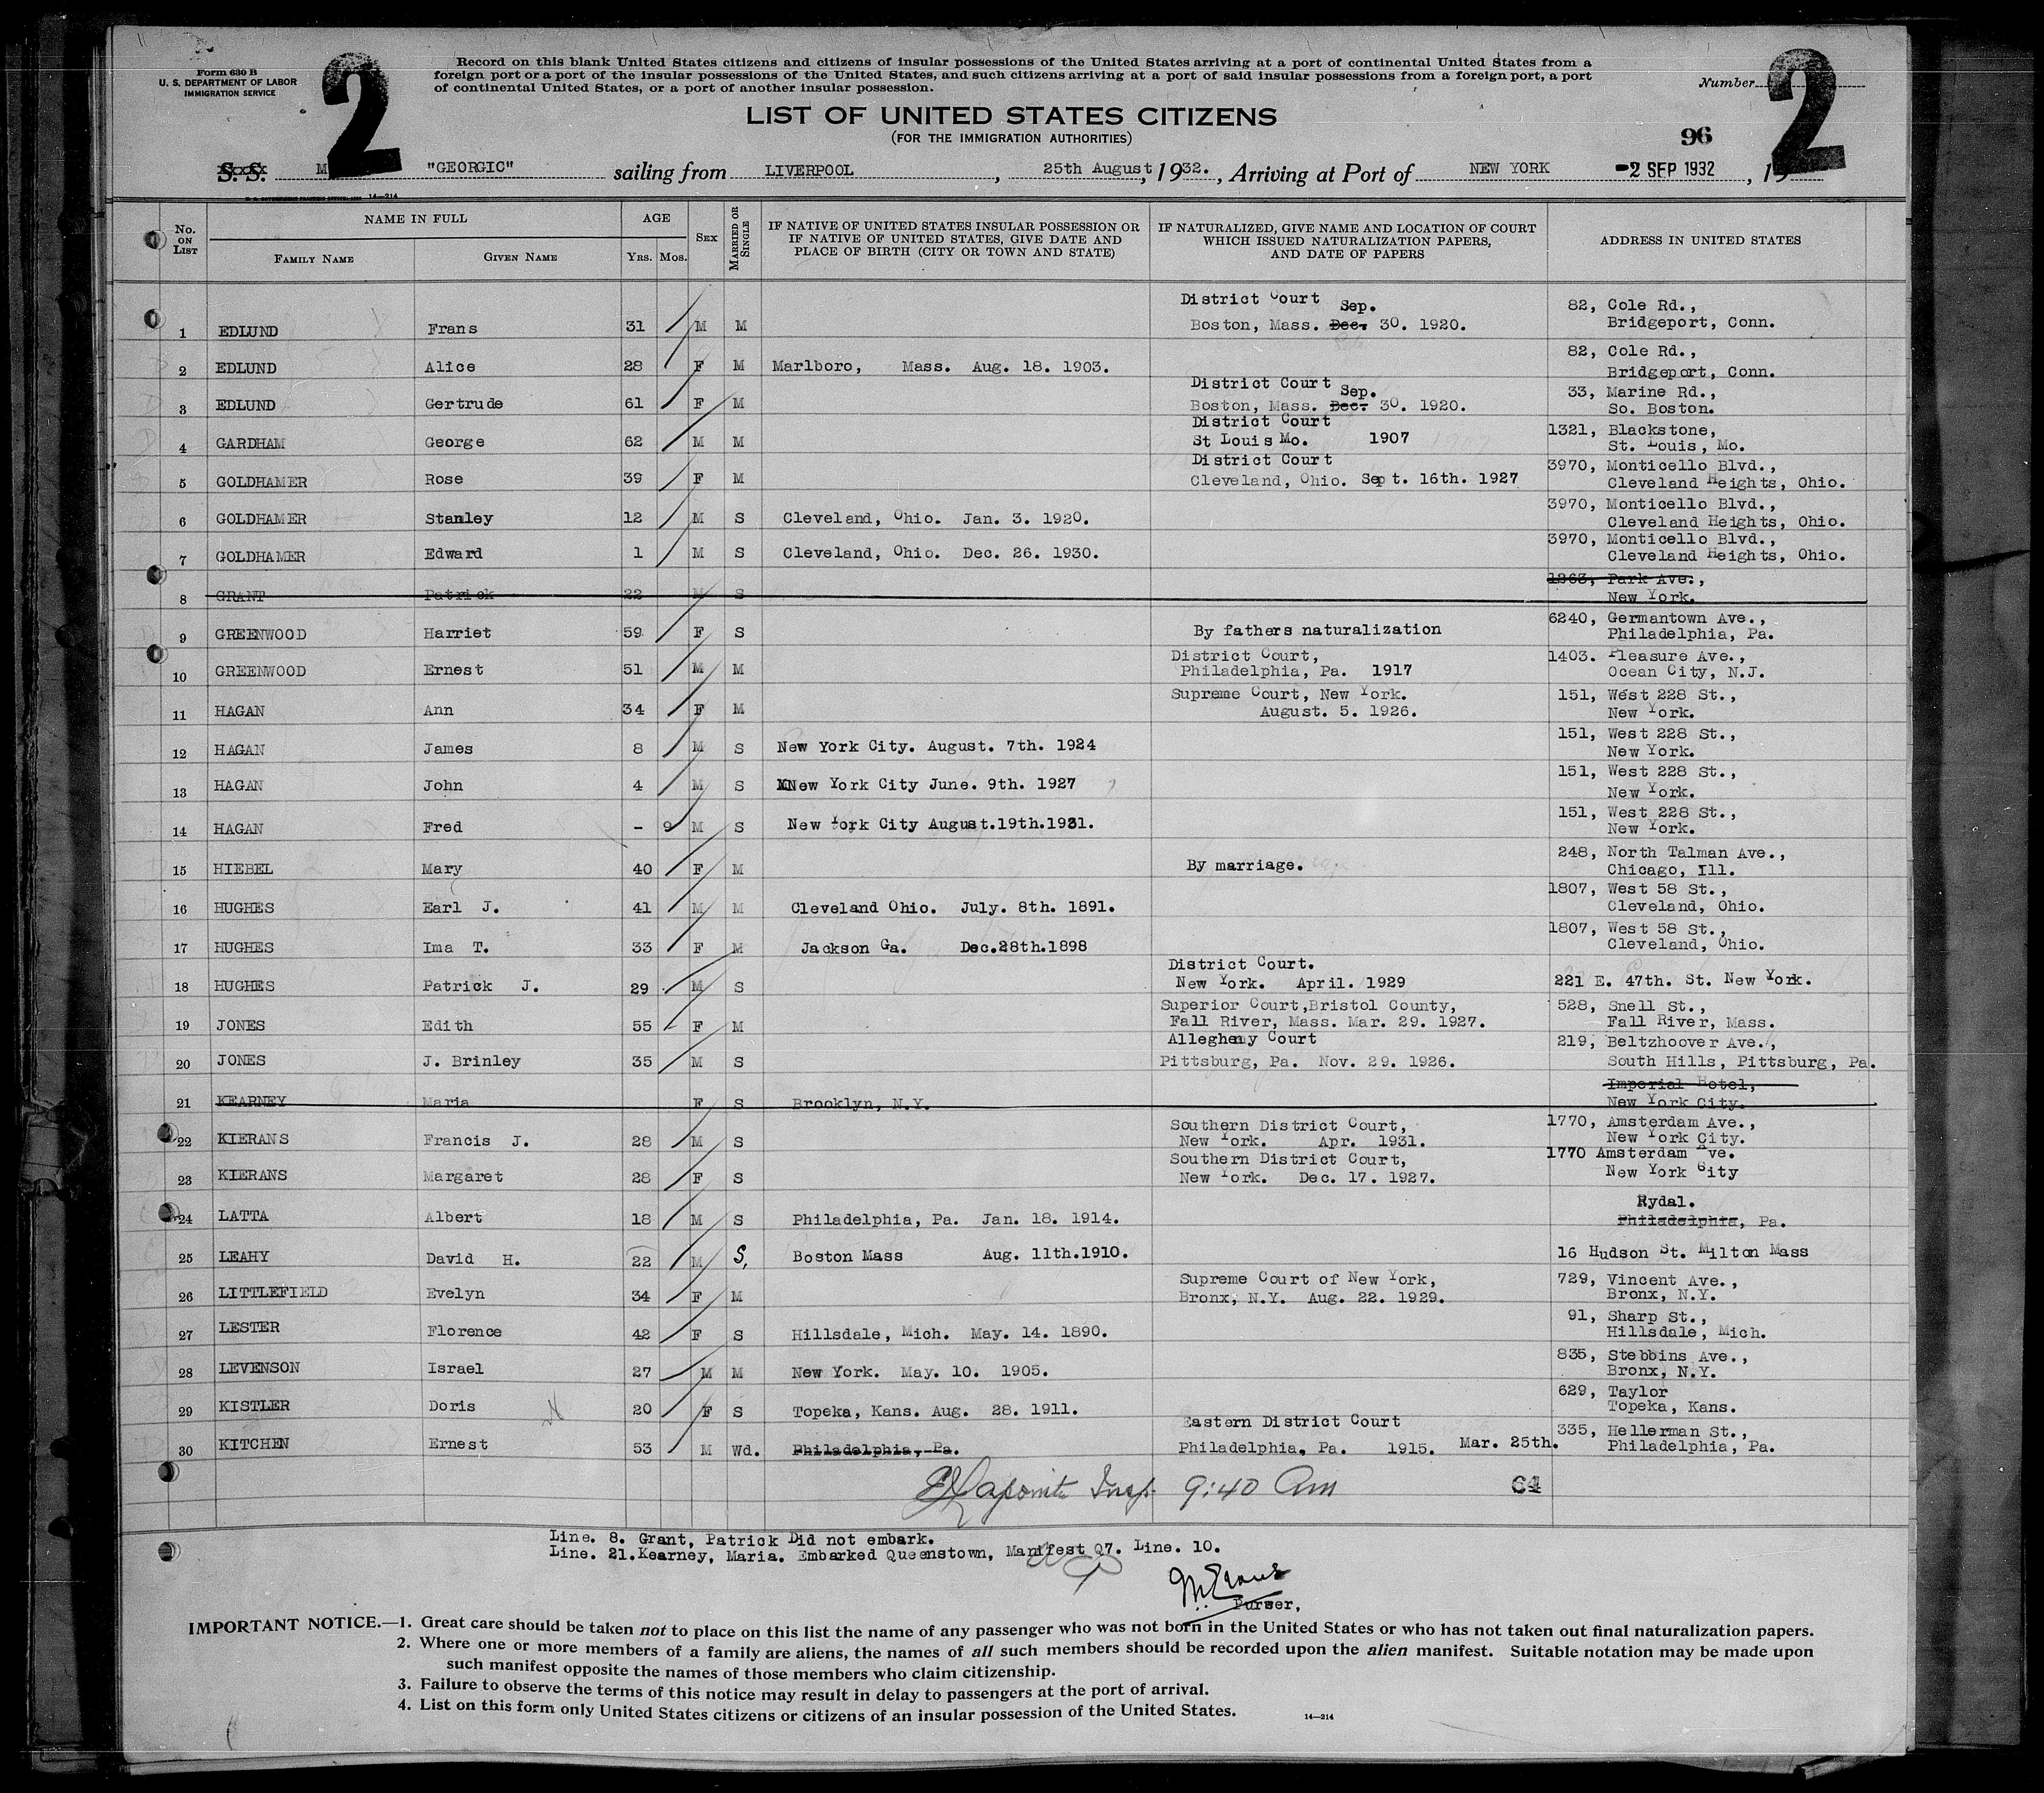 Form 630 B
U. S. DEPARTMENT OF LABOR
IMMIGRATION SERVICE
2
Record on this blank United States citizens and citizens of insular possessions of the United States arriving at a port of continental United States from a
foreign port or a port of the insular possessions of the United States, and such citizens arriving at a port of said insular possessions from a foreign port, a port
of continental United States, or a port of another insular possession.
Number
2
LIST OF UNITED STATES CITIZENS
(FOR THE IMMIGRATION AUTHORITIES)
96
S. S. M "GEORGIC" sailing from LIVERPOOL, 25th August, 1932., Arriving at Port of NEW YORK -2 SEP 1932, 19
14—214
No. ON LIST
NAME IN FULL
FAMILY NAME GIVEN NAME
AGE
YRS. MOS.
SEX
MARRIED OR SINGLE
IF NATIVE OF UNITED STATES INSULAR POSSESSION OR
IF NATIVE OF UNITED STATES, GIVE DATE AND
PLACE OF BIRTH (CITY OR TOWN AND STATE)
IF NATURALIZED, GIVE NAME AND LOCATION OF COURT
WHICH ISSUED NATURALIZATION PAPERS,
AND DATE OF PAPERS
ADDRESS IN UNITED STATES
District Court Sep. 82, Cole Rd.,
1 EDLUND Frans 31 M M Boston, Mass. Dec. 30. 1920. Bridgeport, Conn.
82, Cole Rd.,
2 EDLUND Alice 28 F M Marlboro, Mass. Aug. 18. 1903. Bridgeport, Conn.
District Court Sep. 33, Marine Rd.,
3 EDLUND Gertrude 61 F M Boston, Mass. Dec. 30. 1920. So. Boston.
District Court 1321, Blackstone,
4 GARDHAM George 62 M M St Louis Mo. 1907 St. Louis, Mo.
District Court 3970, Monticello Blvd.,
5 GOLDHAMER Rose 39 F M Cleveland, Ohio. Sept. 16th. 1927 Cleveland Heights, Ohio.
3970, Monticello Blvd.,
6 GOLDHAMER Stanley 12 M S Cleveland, Ohio. Jan. 3. 1920. Cleveland Heights, Ohio.
3970, Monticello Blvd.,
7 GOLDHAMER Edward 1 M S Cleveland, Ohio. Dec. 26. 1930. Cleveland Heights, Ohio.
1263, Park Ave.,
8 GRANT Patrick 22 M S New York.
6240, Germantown Ave.,
9 GREENWOOD Harriet 59 F S By fathers naturalization Philadelphia, Pa.
District Court, 1403. Pleasure Ave.,
10 GREENWOOD Ernest 51 M M Philadelphia, Pa. 1917 Ocean City, N.J.
Supreme Court, New York. 151, West 228 St.,
11 HAGAN Ann 34 F M August. 5. 1926. New York.
151, West 228 St.,
12 HAGAN James 8 M S New York City. August. 7th. 1924 New York.
151, West 228 St.,
13 HAGAN John 4 M S XNew York City June. 9th. 1927 New York.
151, West 228 St.,
14 HAGAN Fred - 9 M S New York City August.19th.1931. New York.
248, North Talman Ave.,
15 HIEBEL Mary 40 F M By marriage. Chicago, Ill.
1807, West 58 St.,
16 HUGHES Earl J. 41 M M Cleveland Ohio. July. 8th. 1891. Cleveland, Ohio.
1807, West 58 St.,
17 HUGHES Ima T. 33 F M Jackson Ga. Dec.28th.1898 Cleveland, Ohio.
District Court.
18 HUGHES Patrick J. 29 M S New York. April. 1929 221 E. 47th. St. New York.
Superior Court,Bristol County, 528, Snell St.,
19 JONES Edith 55 F M Fall River, Mass. Mar. 29. 1927. Fall River, Mass.
Allegheny Court 219, Beltzhoover Ave.,
20 JONES J. Brinley 35 M S Pittsburg, Pa. Nov. 29. 1926. South Hills, Pittsburg, Pa.
Imperial Hotel,
21 KEARNEY Maria F S Brooklyn, N.Y. New York City.
Southern District Court, 1770, Amsterdam Ave.,
22 KIERANS Francis J. 28 M S New York. Apr. 1931. New York City.
Southern District Court, 1770 Amsterdam Ave.
23 KIERANS Margaret 28 F S New York. Dec. 17. 1927. New York City
Rydal.
24 LATTA Albert 18 M S Philadelphia, Pa. Jan. 18. 1914. Philadelphia, Pa.
25 LEAHY David H. 22 M S, Boston Mass Aug. 11th.1910. 16 Hudson St. Milton Mass
Supreme Court of New York, 729, Vincent Ave.,
26 LITTLEFIELD Evelyn 34 F M Bronx, N.Y. Aug. 22. 1929. Bronx, N.Y.
91, Sharp St.,
27 LESTER Florence 42 F S Hillsdale, Mich. May. 14. 1890. Hillsdale, Mich.
835, Stebbins Ave.,
28 LEVENSON Israel 27 M M New York. May. 10. 1905. Bronx, N.Y.
629, Taylor
29 KISTLER Doris 20 F S Topeka, Kans. Aug. 28. 1911. Topeka, Kans.
Eastern District Court 335, Hellerman St.,
30 KITCHEN Ernest 53 M Wd. Philadelphia, Pa. Philadelphia, Pa. 1915. Mar. 25th. Philadelphia, Pa.
Insp. 9:40 Am 64
Line. 8. Grant, Patrick Did not embark.
Line. 21.Kearney, Maria. Embarked Queenstown, Manifest Q7. Line. 10.
Purser,
IMPORTANT NOTICE.—1. Great care should be taken not to place on this list the name of any passenger who was not born in the United States or who has not taken out final naturalization papers.
2. Where one or more members of a family are aliens, the names of all such members should be recorded upon the alien manifest. Suitable notation may be made upon
such manifest opposite the names of those members who claim citizenship.
3. Failure to observe the terms of this notice may result in delay to passengers at the port of arrival.
4. List on this form only United States citizens or citizens of an insular possession of the United States.
14—214